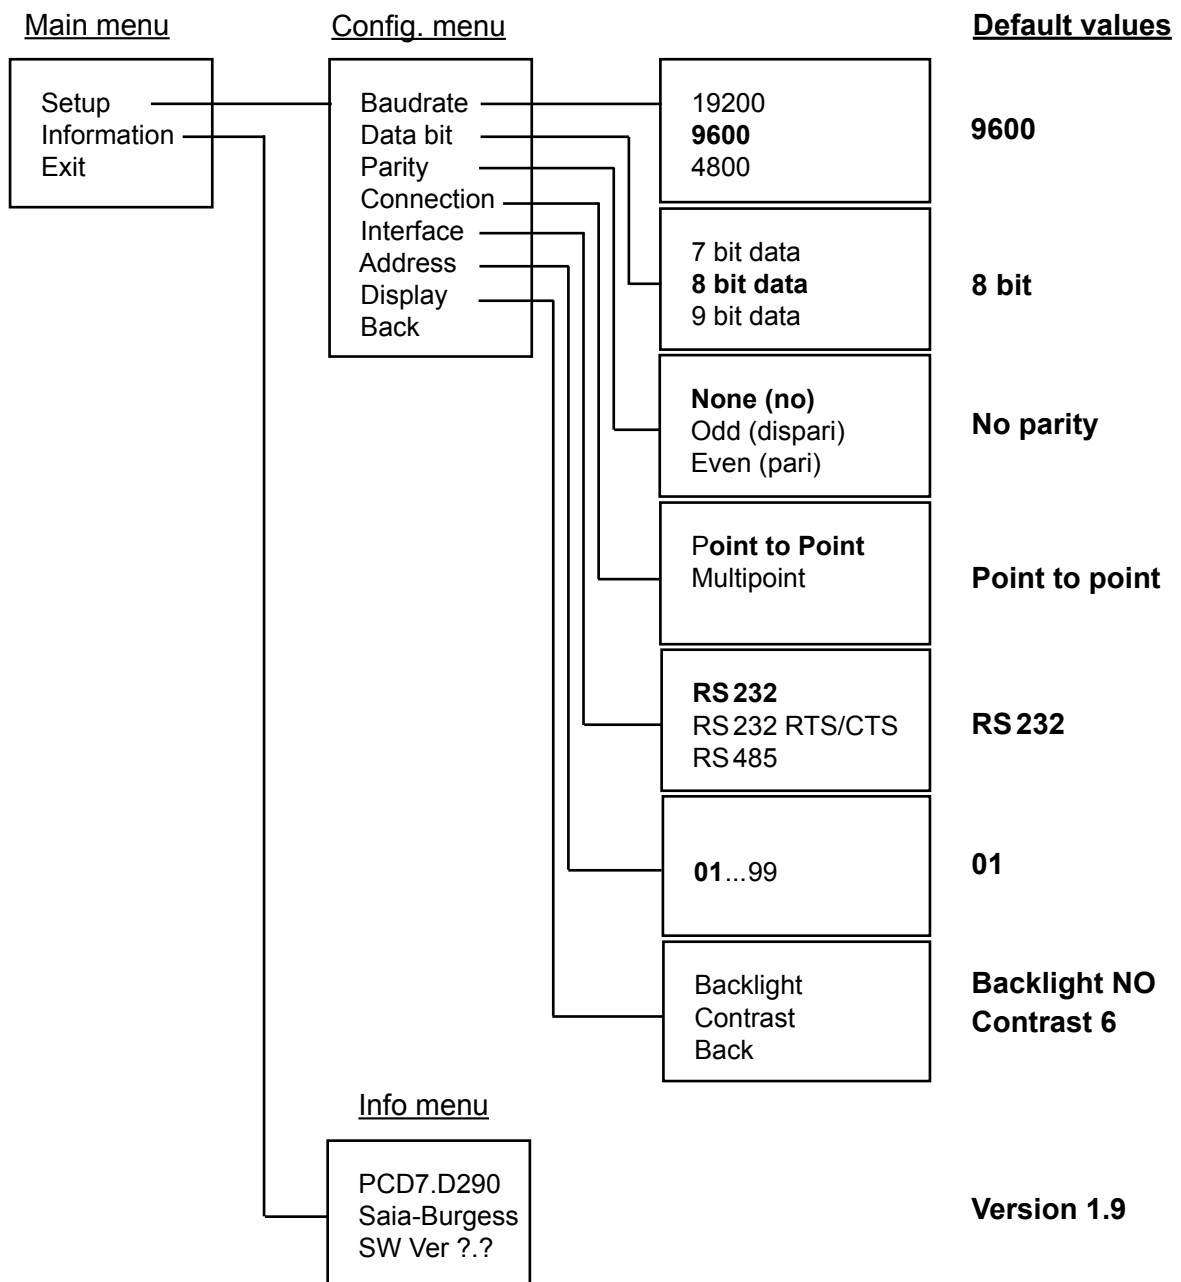 Main menu
Config. menu
Default values
Setup
Information
Exit
Baudrate
Data bit
Parity
Connection
Interface
Address
Display
Back
19200
9600
4800
9600
7 bit data
8 bit data
9 bit data
8 bit
None (no)
Odd (dispari)
Even (pari)
No parity
Point to Point
Multipoint
Point to point
RS 232
RS 232 RTS/CTS
RS 485
RS 232
01...99
01
Backlight
Contrast
Back
Backlight NO
Contrast 6
Info menu
PCD7.D290
Saia-Burgess
SW Ver ?.?
Version 1.9